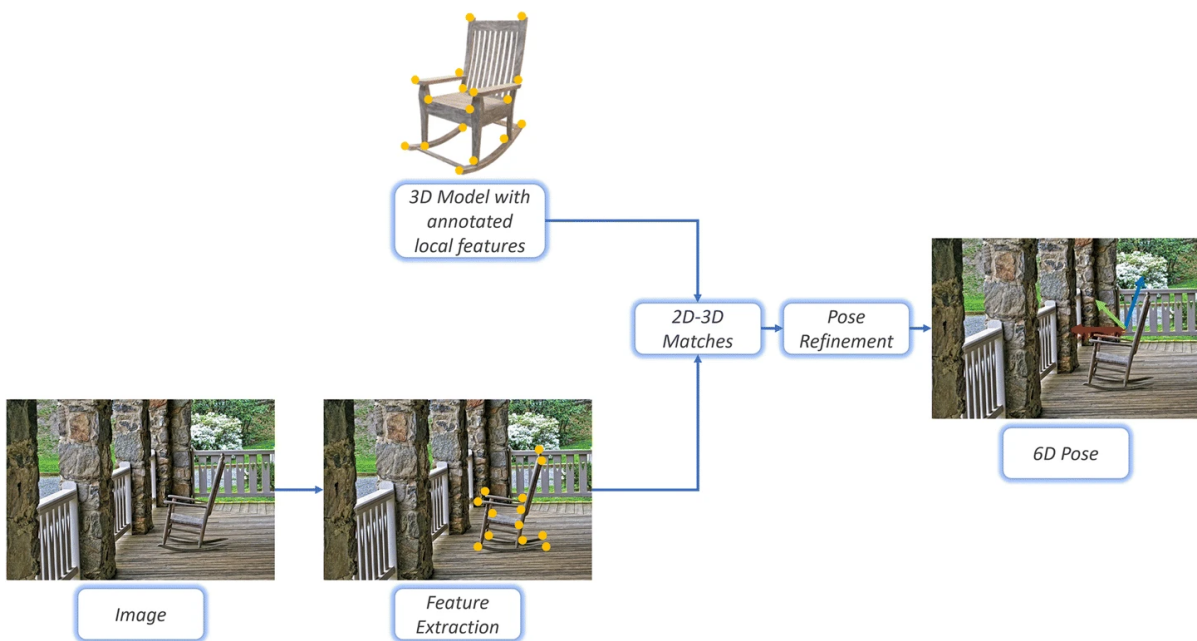 3D Model with
annotated
local features
2D-3D
Matches
Pose
Refinement
6D Pose
Image
Feature
Extraction